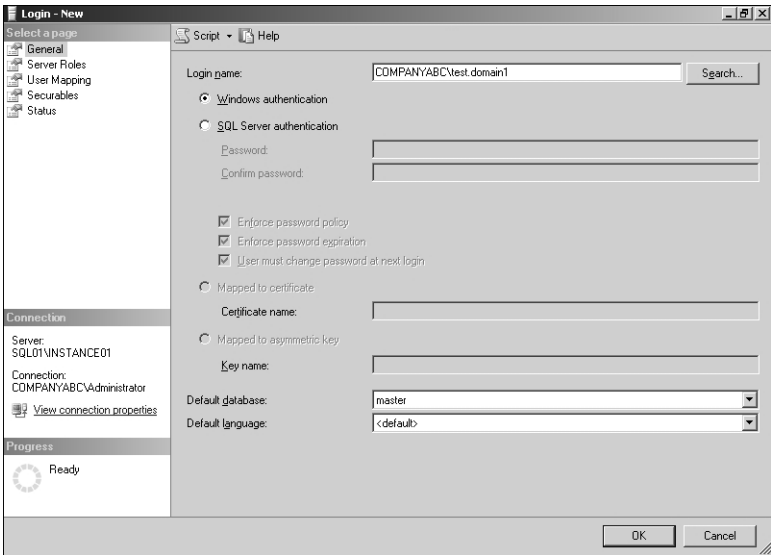 Login - New
Select a page
General
Server Roles
User Mapping
Securables
Status
Connection
Server:
SQL01\INSTANCE01
Connection:
COMPANYABC\Administrator
View connection properties
Progress
Ready
Script
Help
Login name:
COMPANYABC\test.domain1
Search...
Windows authentication
SQL Server authentication
Password:
Confirm password:
Enforce password policy
Enforce password expiration
User must change password at next login
Mapped to certificate
Certificate name:
Mapped to asymmetric key
Key name:
Default database:
master
Default language:
<default>
OK
Cancel